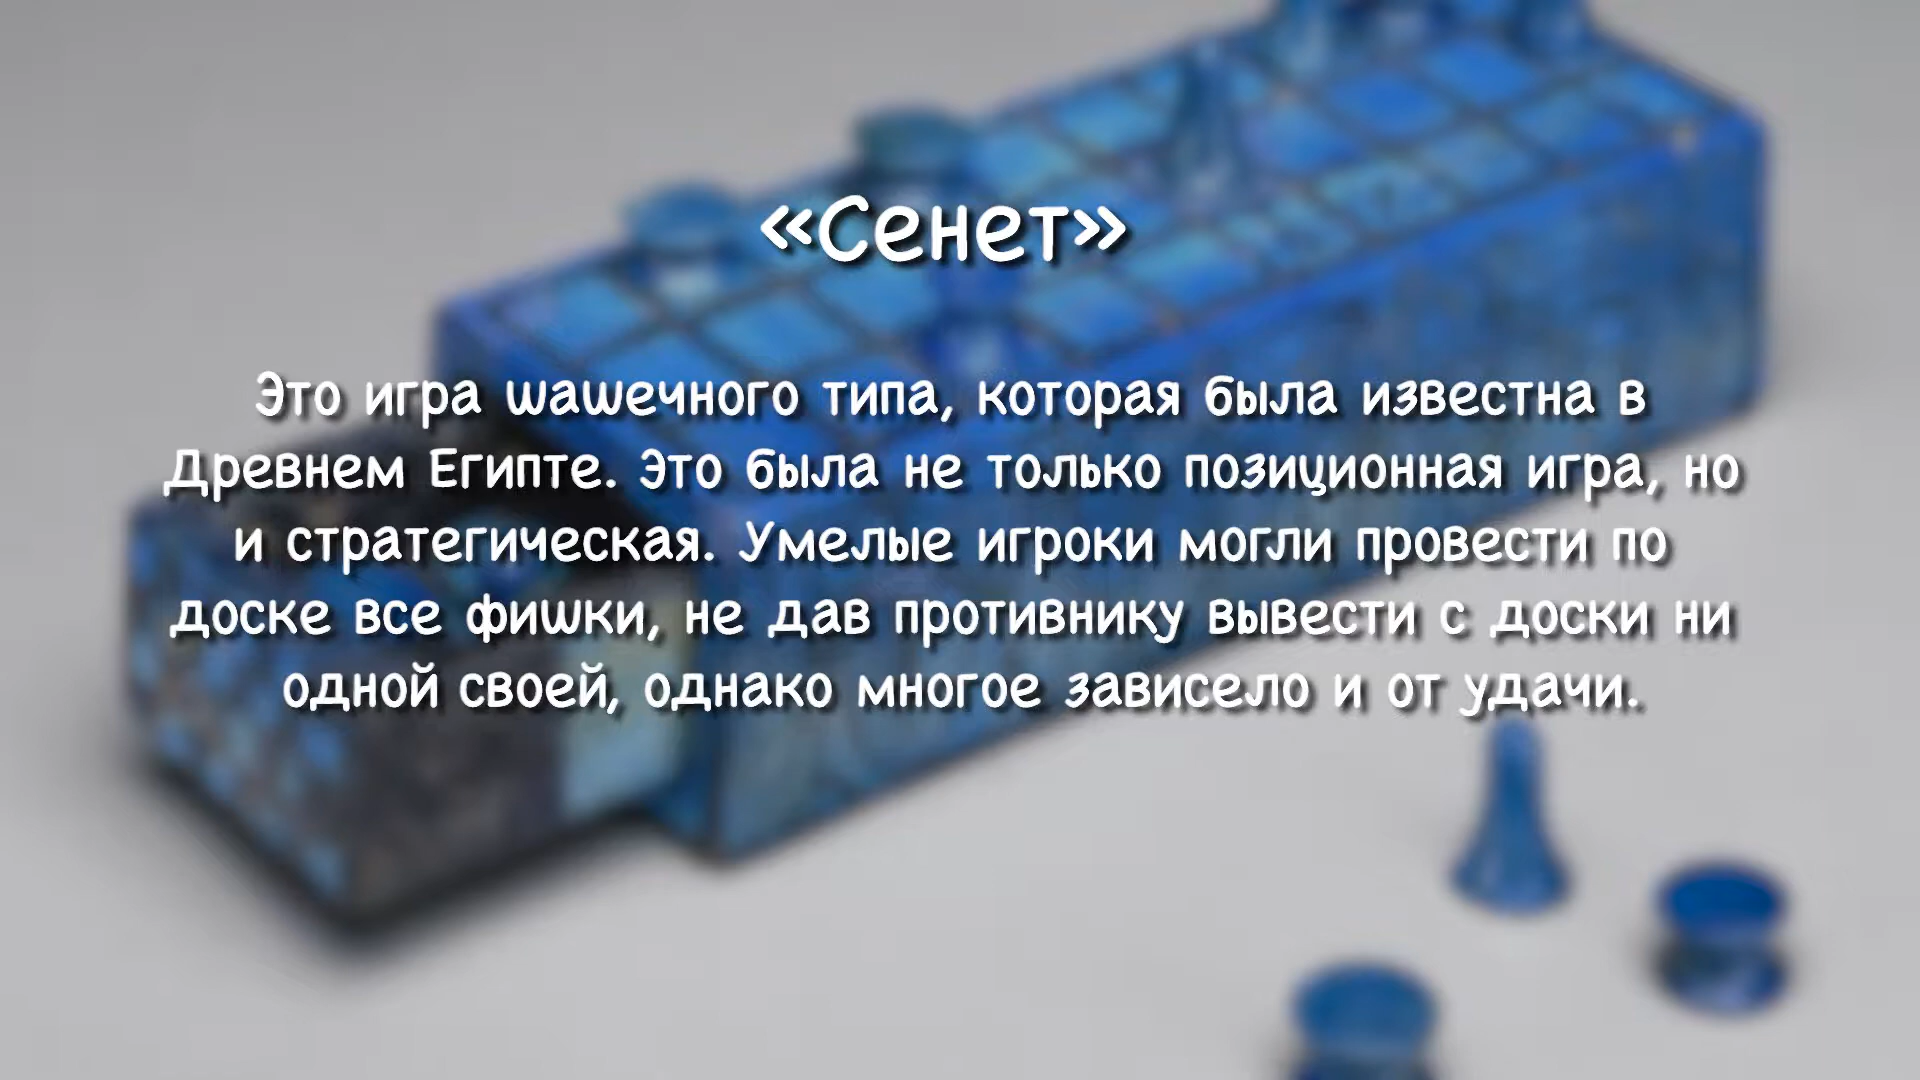 «Сенет»
Это игра шашечного типа, которая была известна в
Древнем Египте. Это была не только позиционная игра, но
и стратегическая. Умелые игроки могли провести по
доске все фишки, не дав противнику вывести с доски ни
одной своей, однако многое зависело и от удачи.